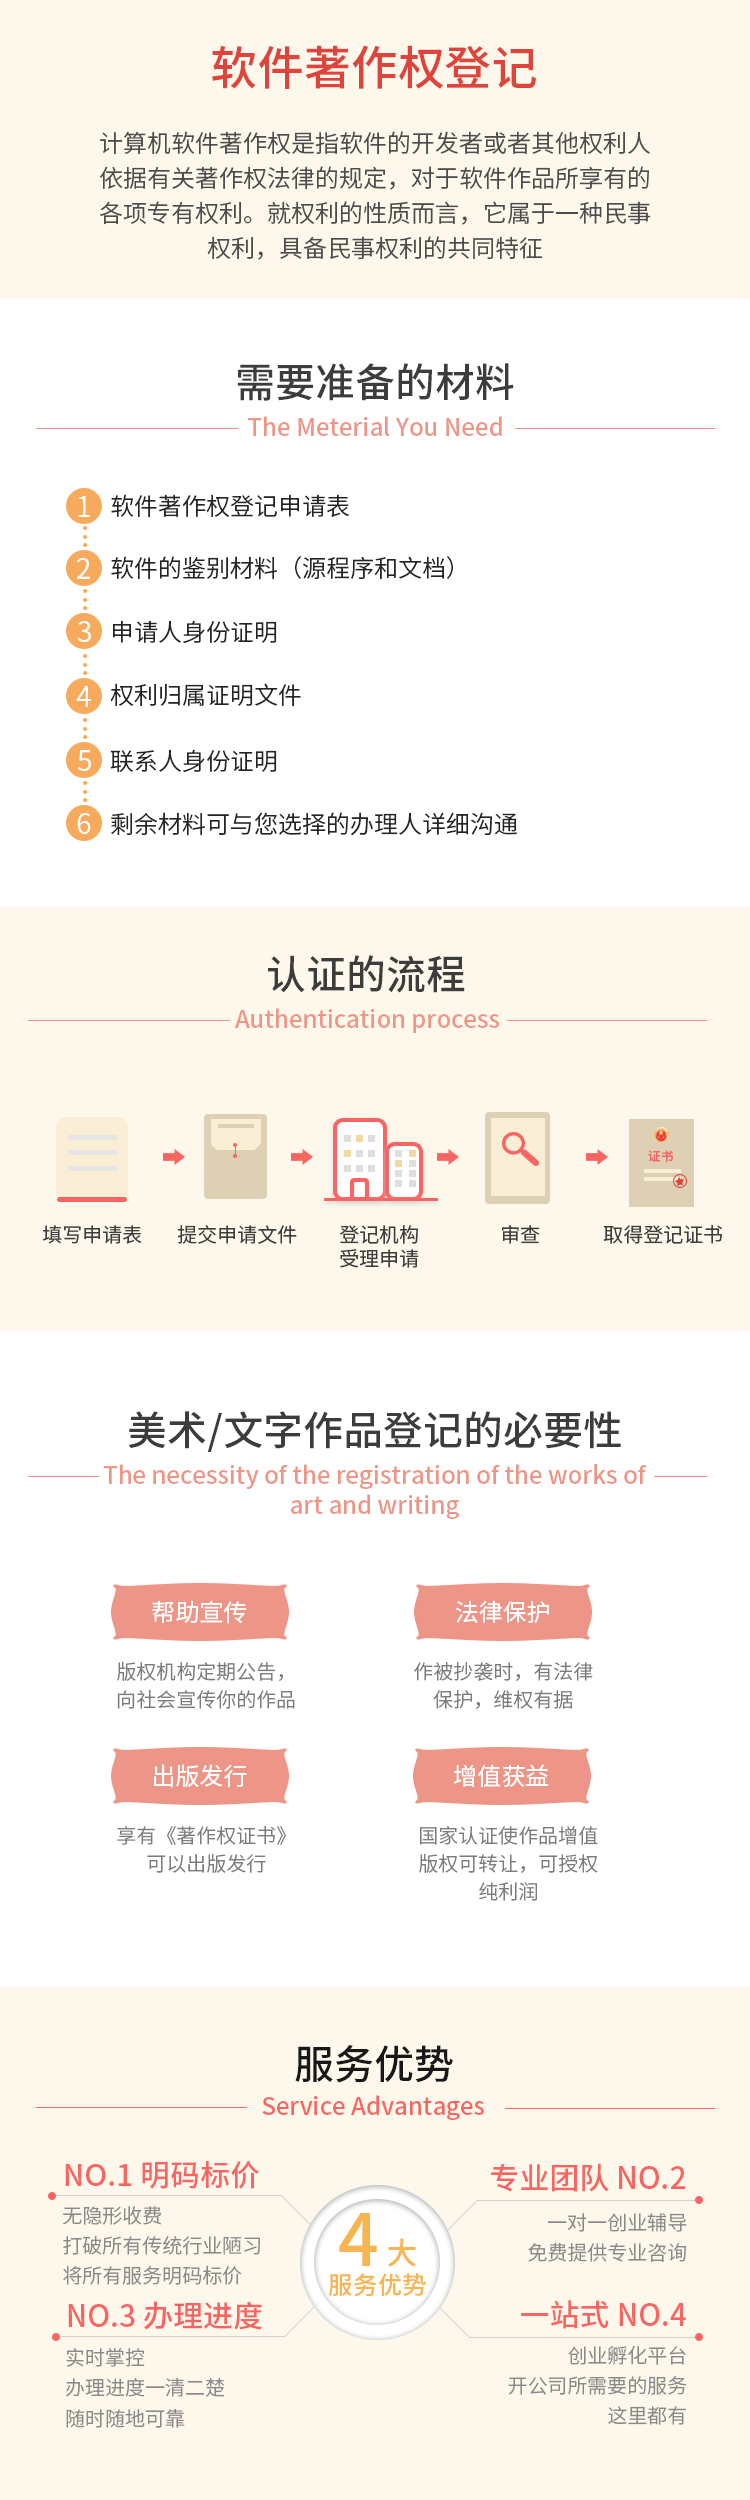 软件著作权登记
计算机软件著作权是指软件的开发者或者其他权利人
依据有关著作权法律的规定，对于软件作品所享有的
各项专有权利。就权利的性质而言，它属于一种民事
权利，具备民事权利的共同特征
需要准备的材料
The Meterial You Need
1 软件著作权登记申请表
2 软件的鉴别材料（源程序和文档）
3 申请人身份证明
4 权利归属证明文件
5 联系人身份证明
6 剩余材料可与您选择的办理人详细沟通
认证的流程
Authentication process
证书
填写申请表
提交申请文件
登记机构
受理申请
审查
取得登记证书
美术/文字作品登记的必要性
The necessity of the registration of the works of
art and writing
帮助宣传
版权机构定期公告，
向社会宣传你的作品
法律保护
作被抄袭时，有法律
保护，维权有据
出版发行
享有《著作权证书》
可以出版发行
增值获益
国家认证使作品增值
版权可转让，可授权
纯利润
服务优势
Service Advantages
NO.1 明码标价
无隐形收费
打破所有传统行业陋习
将所有服务明码标价
专业团队 NO.2
一对一创业辅导
免费提供专业咨询
4大
服务优势
NO.3 办理进度
实时掌控
办理进度一清二楚
随时随地可靠
一站式 NO.4
创业孵化平台
开公司所需要的服务
这里都有